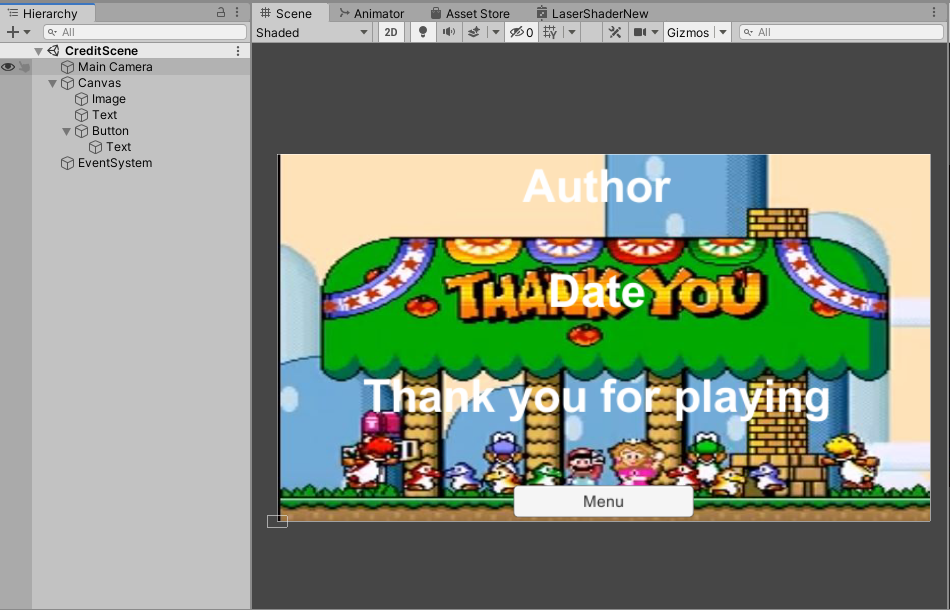 Hierarchy
Scene
Animator
Asset Store
LaserShaderNew
All
Shaded
2D
0
Gizmos
All
CreditScene
Main Camera
Canvas
Image
Text
Button
Text
EventSystem
Author
THANK YOU
Date
Thank you for playing
Menu